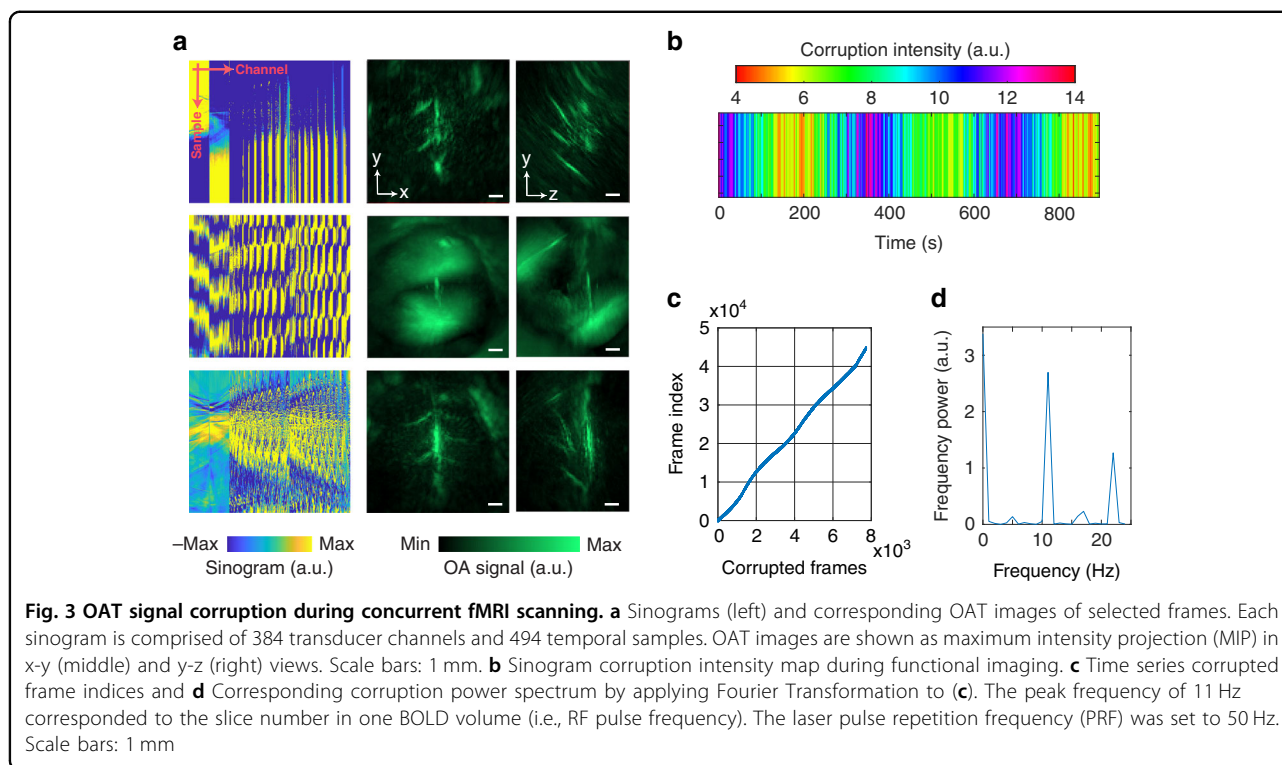 a
Channel
Sample
y
x
y
z
–Max Max
Sinogram (a.u.)
Min Max
OA signal (a.u.)
b
Corruption intensity (a.u.)
4 6 8 10 12 14
0 200 400 600 800
Time (s)
c
x10⁴
5
4
3
2
1
0
Frame index
0 2 4 6 8
x10³
Corrupted frames
d
3
2
1
0
Frequency power (a.u.)
0 10 20
Frequency (Hz)
Fig. 3 OAT signal corruption during concurrent fMRI scanning. a Sinograms (left) and corresponding OAT images of selected frames. Each
sinogram is comprised of 384 transducer channels and 494 temporal samples. OAT images are shown as maximum intensity projection (MIP) in
x-y (middle) and y-z (right) views. Scale bars: 1 mm. b Sinogram corruption intensity map during functional imaging. c Time series corrupted
frame indices and d Corresponding corruption power spectrum by applying Fourier Transformation to (c). The peak frequency of 11 Hz
corresponded to the slice number in one BOLD volume (i.e., RF pulse frequency). The laser pulse repetition frequency (PRF) was set to 50 Hz.
Scale bars: 1 mm